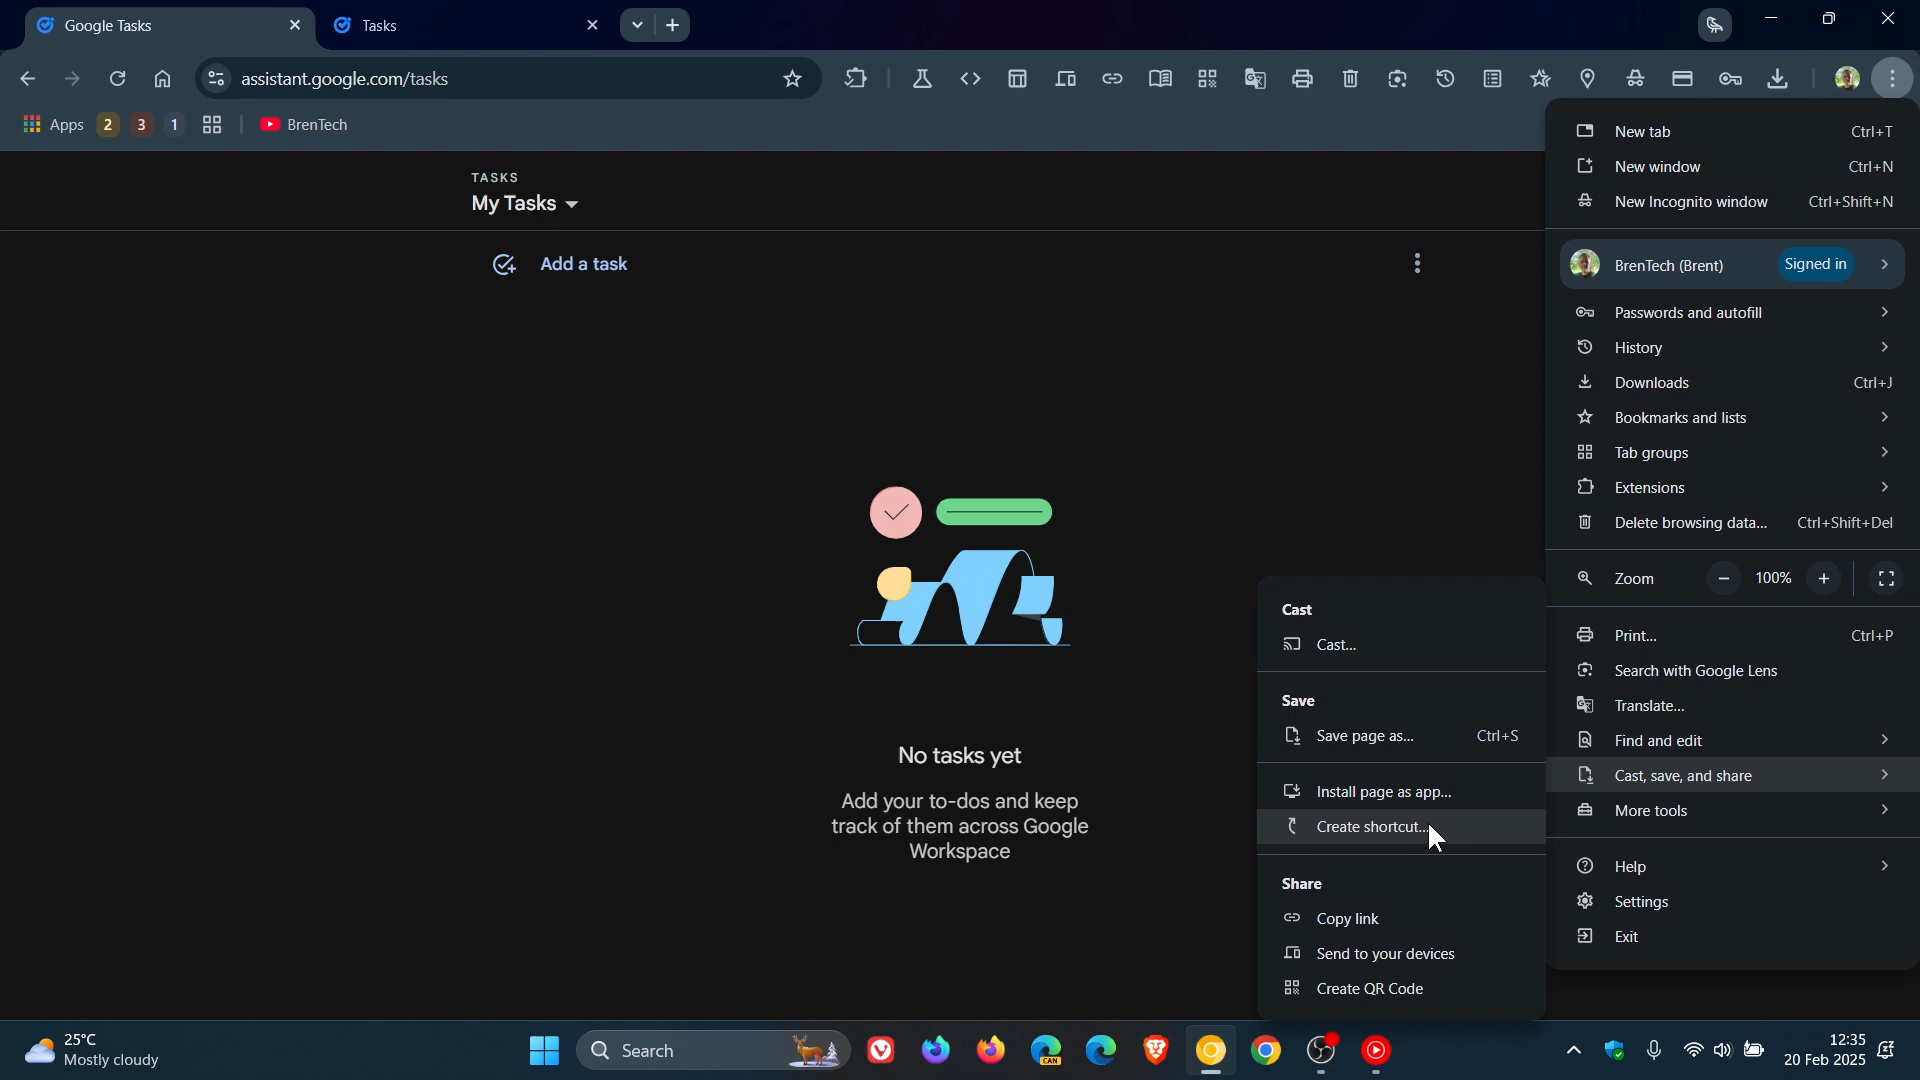 Google Tasks
Tasks
assistant.google.com/tasks
Apps 2 3 1 BrenTech
TASKS
My Tasks
Add a task
No tasks yet
Add your to-dos and keep
track of them across Google
Workspace
New tab Ctrl+T
New window Ctrl+N
New Incognito window Ctrl+Shift+N
BrenTech (Brent) Signed in
Passwords and autofill
History
Downloads Ctrl+J
Bookmarks and lists
Tab groups
Extensions
Delete browsing data... Ctrl+Shift+Del
Zoom 100%
Print... Ctrl+P
Search with Google Lens
Translate...
Find and edit
Cast, save, and share
More tools
Help
Settings
Exit
Cast
Cast...
Save
Save page as... Ctrl+S
Install page as app...
Create shortcut...
Share
Copy link
Send to your devices
Create QR Code
25°C
Mostly cloudy
Search
CAN
12:35
20 Feb 2025